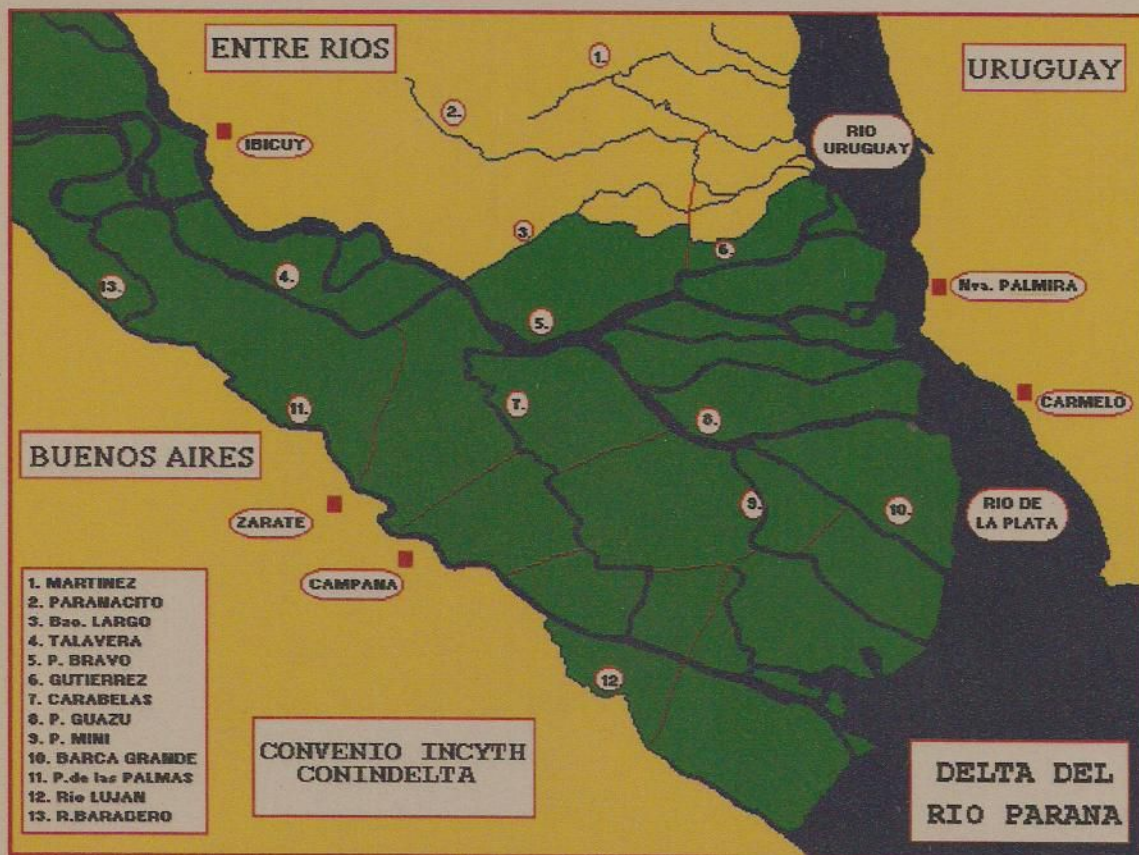 ENTRE RIOS
URUGUAY
1.
2.
IBICUY
RIO
URUGUAY
3.
6.
4.
13.
Nva. PALMIRA
5.
11.
7.
CARMELO
8.
BUENOS AIRES
9.
10.
RIO DE
LA PLATA
ZARATE
CAMPANA
1. MARTINEZ
2. PARANACITO
3. Bzo. LARGO
4. TALAVERA
5. P. BRAVO
6. GUTIERREZ
7. CARABELAS
8. P. GUAZU
9. P. MINI
10. BARCA GRANDE
11. P.de las PALMAS
12. Rio LUJAN
13. R.BARADERO
12.
CONVENIO INCYTH
CONINDELTA
DELTA DEL
RIO PARANA